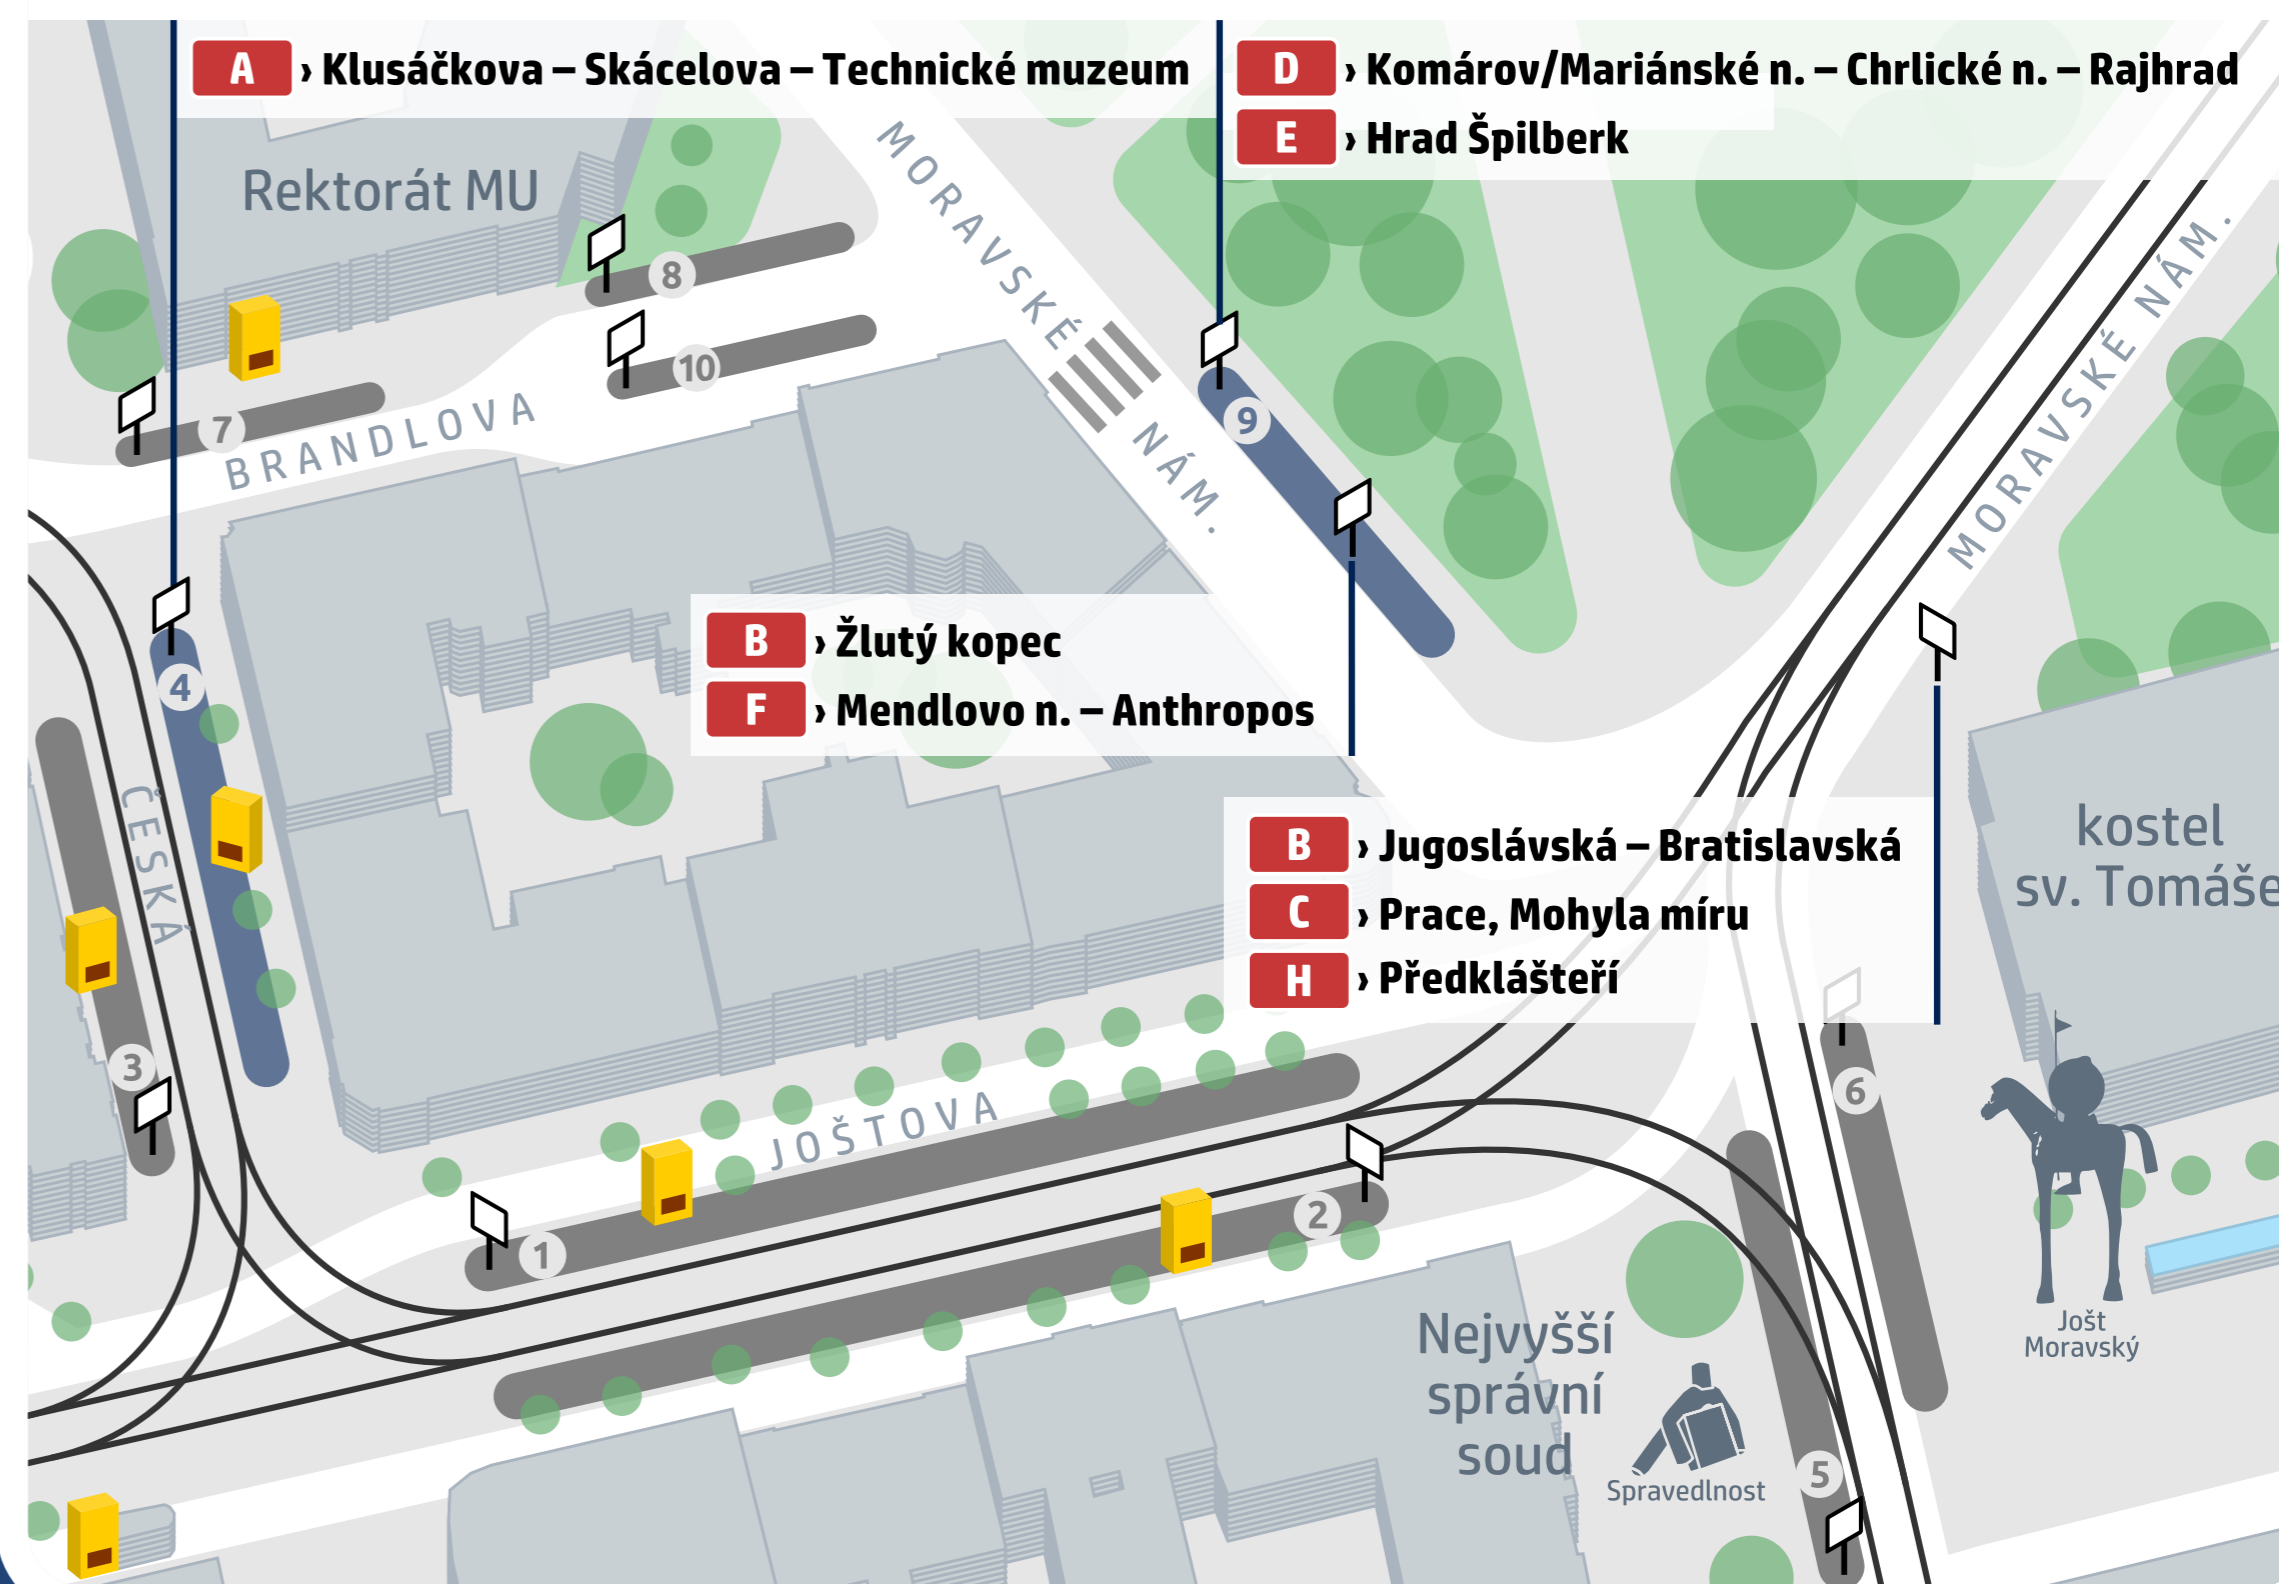 A › Klusáčkova – Skácelova – Technické muzeum
D › Komárov/Mariánské n. – Chrlické n. – Rajhrad
E › Hrad Špilberk
Rektorát MU
MORAVSKÉ NÁM.
MORAVSKÉ NÁM.
8
10
7
9
BRANDLOVA
B › Žlutý kopec
F › Mendlovo n. – Anthropos
4
ČESKÁ
3
B › Jugoslávská – Bratislavská
C › Prace, Mohyla míru
H › Předklášteří
kostel
sv. Tomáše
6
JOŠTOVA
1
2
Nejvyšší
správní
soud
Spravedlnost
Jošt
Moravský
5